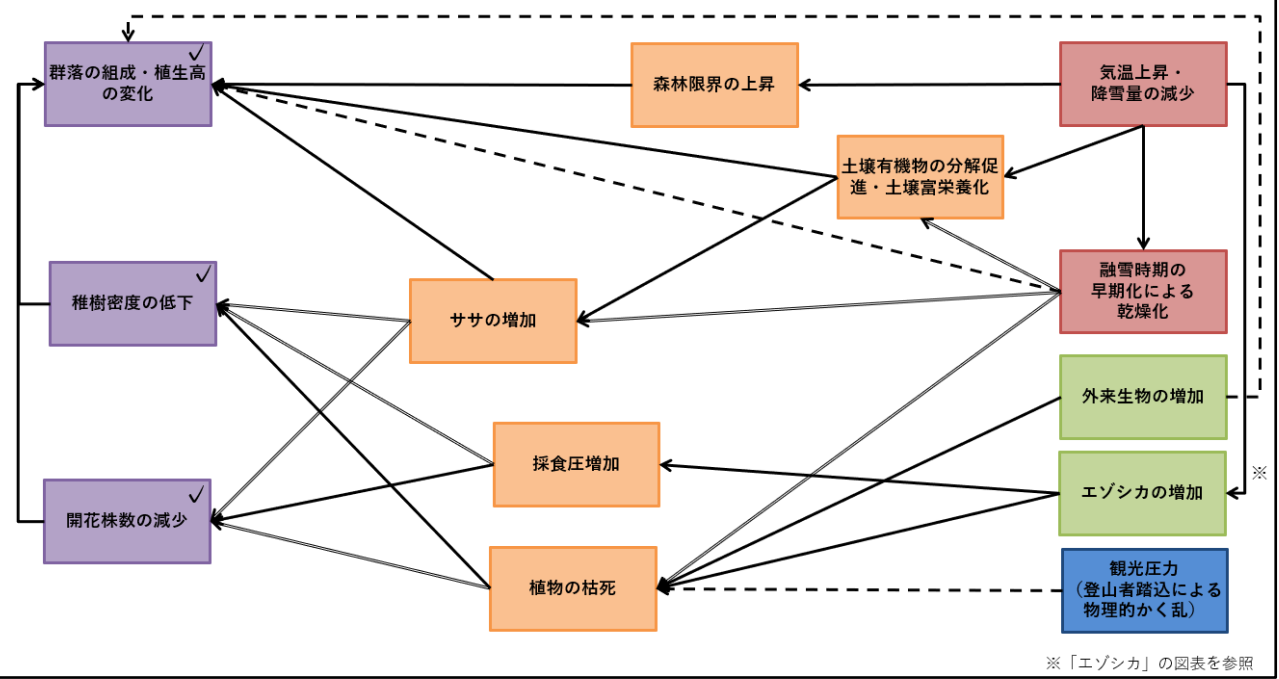 群落の組成・植生高
の変化
森林限界の上昇
気温上昇・
降雪量の減少
土壌有機物の分解促
進・土壌富栄養化
稚樹密度の低下
ササの増加
融雪時期の
早期化による
乾燥化
外来生物の増加
採食圧増加
エゾシカの増加
※
開花株数の減少
植物の枯死
観光圧力
（登山者踏込による
物理的かく乱）
※「エゾシカ」の図表を参照